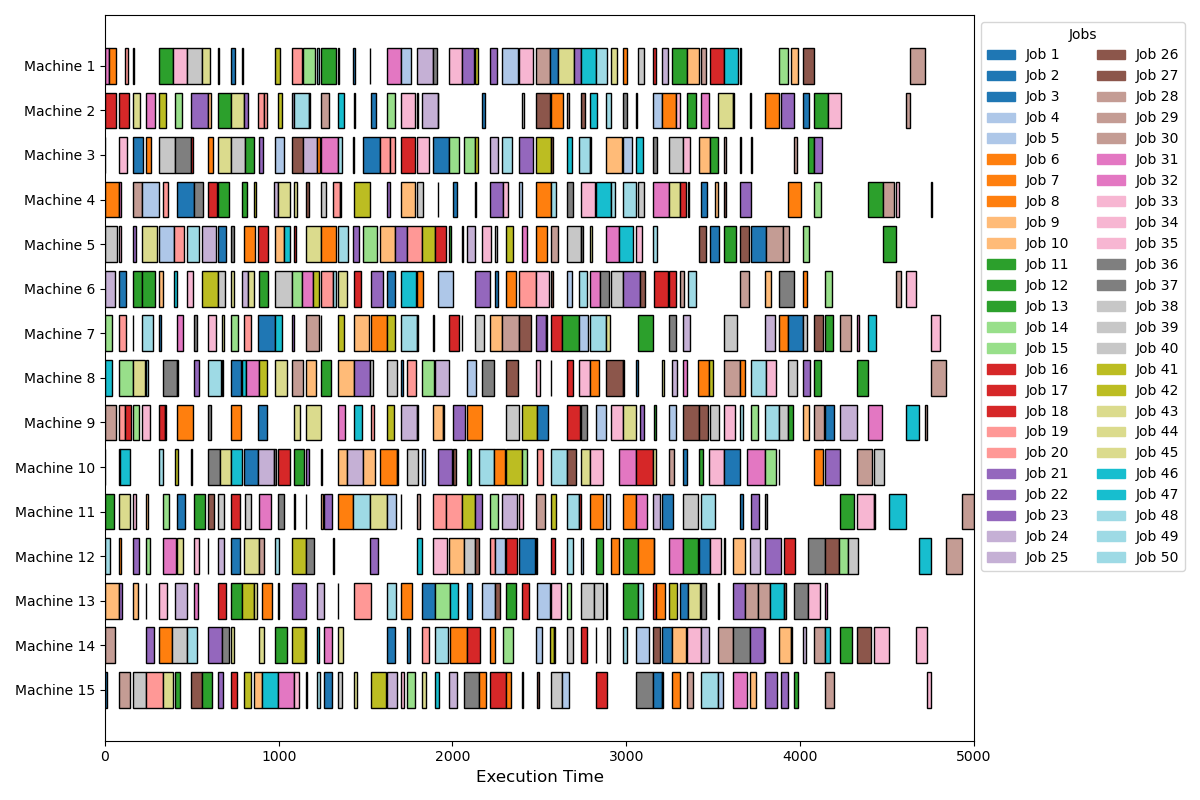 Machine 1
Machine 2
Machine 3
Machine 4
Machine 5
Machine 6
Machine 7
Machine 8
Machine 9
Machine 10
Machine 11
Machine 12
Machine 13
Machine 14
Machine 15
0 1000 2000 3000 4000 5000
Execution Time
Jobs
Job 1 Job 26
Job 2 Job 27
Job 3 Job 28
Job 4 Job 29
Job 5 Job 30
Job 6 Job 31
Job 7 Job 32
Job 8 Job 33
Job 9 Job 34
Job 10 Job 35
Job 11 Job 36
Job 12 Job 37
Job 13 Job 38
Job 14 Job 39
Job 15 Job 40
Job 16 Job 41
Job 17 Job 42
Job 18 Job 43
Job 19 Job 44
Job 20 Job 45
Job 21 Job 46
Job 22 Job 47
Job 23 Job 48
Job 24 Job 49
Job 25 Job 50